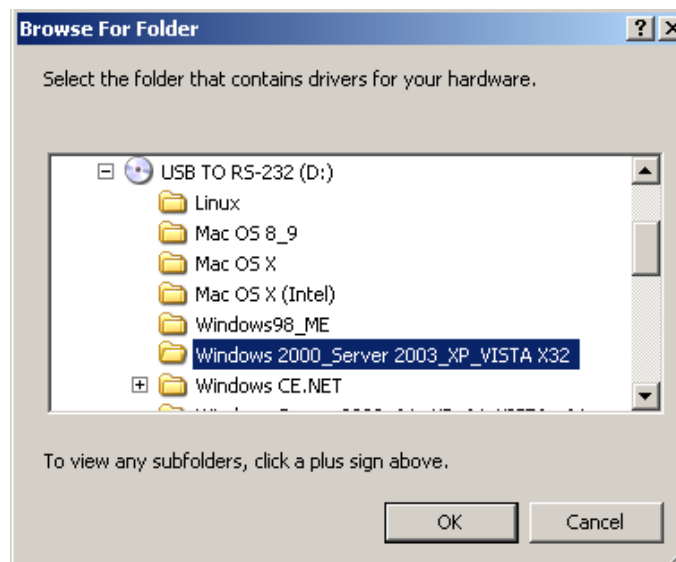 Browse For Folder
Select the folder that contains drivers for your hardware.
USB TO RS-232 (D:)
Linux
Mac OS 8_9
Mac OS X
Mac OS X (Intel)
Windows98_ME
Windows 2000_Server 2003_XP_VISTA X32
Windows CE.NET
To view any subfolders, click a plus sign above.
OK Cancel